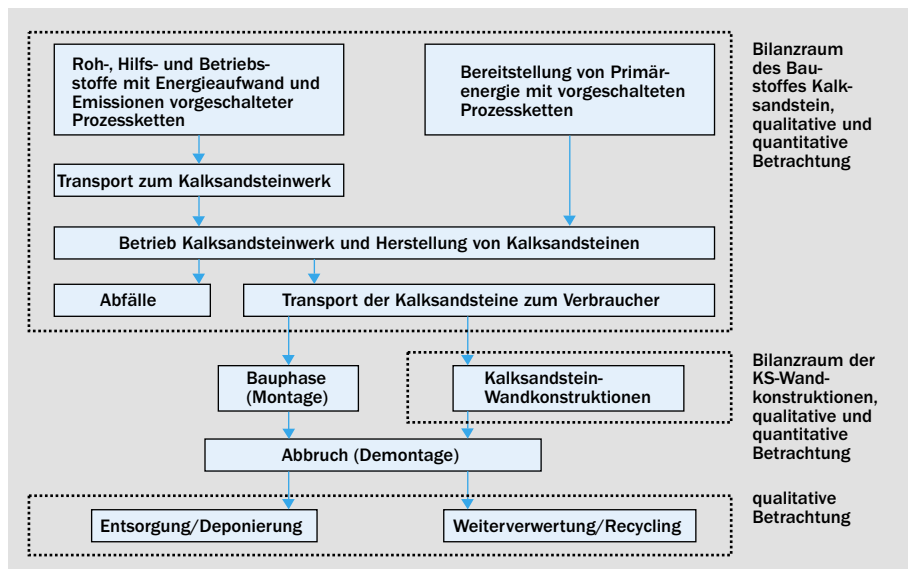 Roh-, Hilfs- und Betriebs-
stoffe mit Energieaufwand und
Emissionen vorgeschalteter
Prozessketten
Bereitstellung von Primär-
energie mit vorgeschalteten
Prozessketten
Bilanzraum
des Bau-
stoffes Kalk-
sandstein,
qualitative und
quantitative
Betrachtung
Transport zum Kalksandsteinwerk
Betrieb Kalksandsteinwerk und Herstellung von Kalksandsteinen
Abfälle
Transport der Kalksandsteine zum Verbraucher
Bauphase
(Montage)
Kalksandstein-
Wandkonstruktionen
Bilanzraum der
KS-Wand-
konstruktionen,
qualitative und
quantitative
Betrachtung
Abbruch (Demontage)
Entsorgung/Deponierung
Weiterverwertung/Recycling
qualitative
Betrachtung